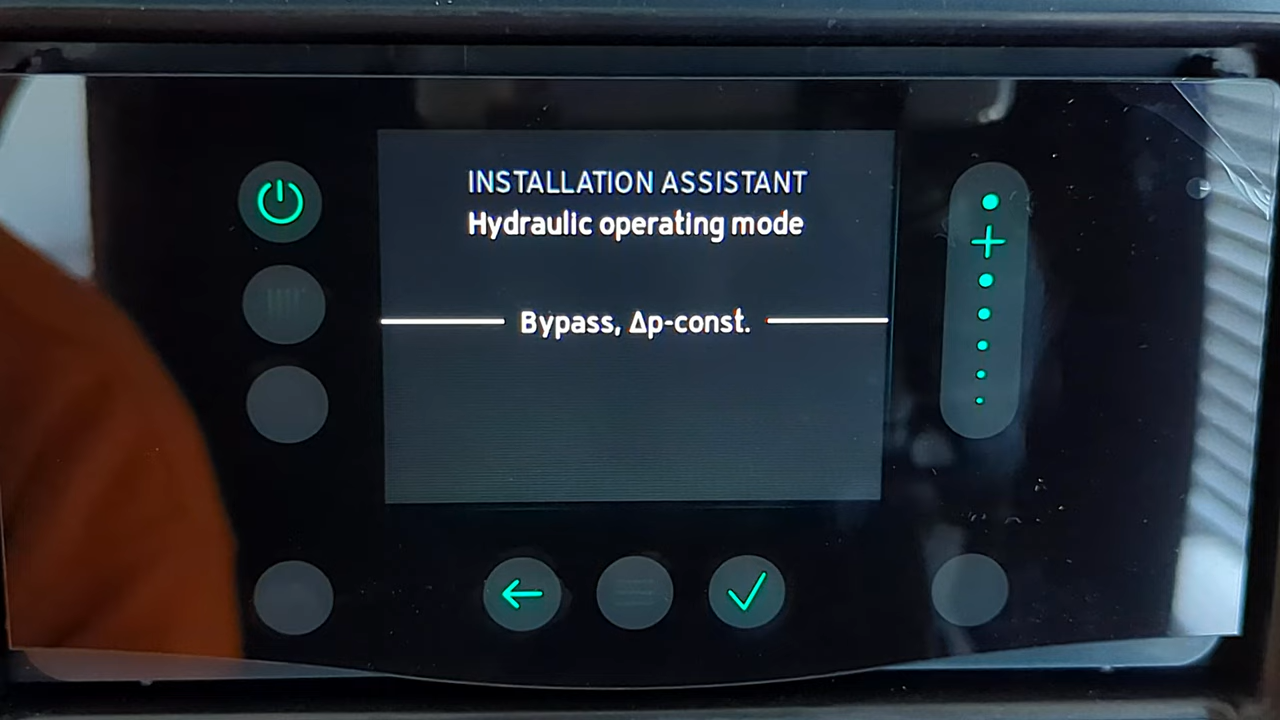 INSTALLATION ASSISTANT
Hydraulic operating mode
Bypass, Δp-const.